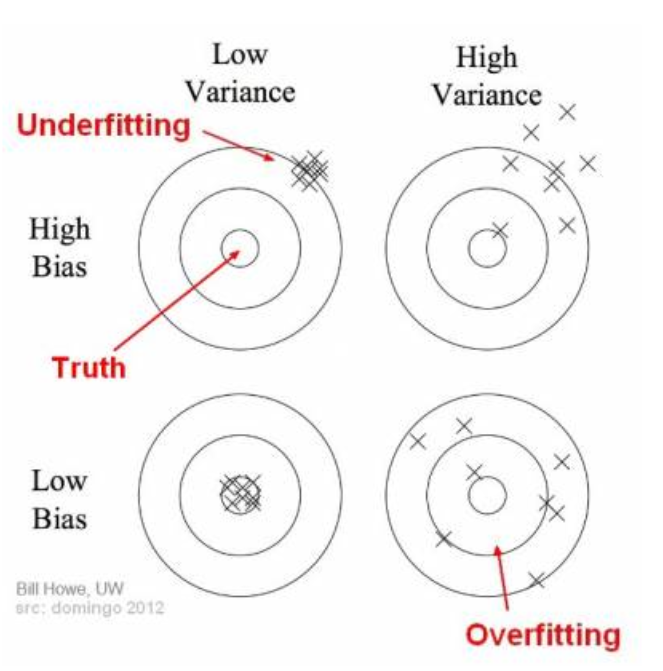 Low
Variance
High
Variance
Underfitting
High
Bias
Truth
Low
Bias
Bill Howe, UW
src: domingo 2012
Overfitting